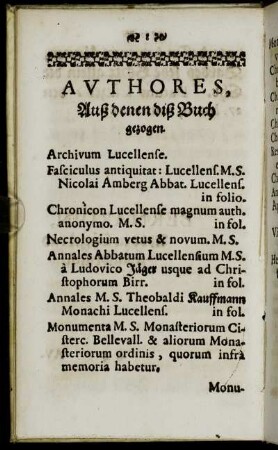 1
AVTHORES,
Auß denen diß Buch
gezogen.
Archivum Lucellense.
Fasciculus antiquitat: Lucellens. M.S.
Nicolai Amberg Abbat. Lucellens.
in folio.
Chronicon Lucellense magnum auth.
anonymo. M. S. in fol.
Necrologium vetus & novum. M. S.
Annales Abbatum Lucellensium M. S.
à Ludovico Jäger usque ad Chri-
stophorum Birr. in fol.
Annales M. S. Theobaldi Kauffmann
Monachi Lucellens. in fol.
Monumenta M. S. Monasteriorum Ci-
sterc. Bellevall. & aliorum Mona-
steriorum ordinis, quorum infrà
memoria habetur.
Monu-